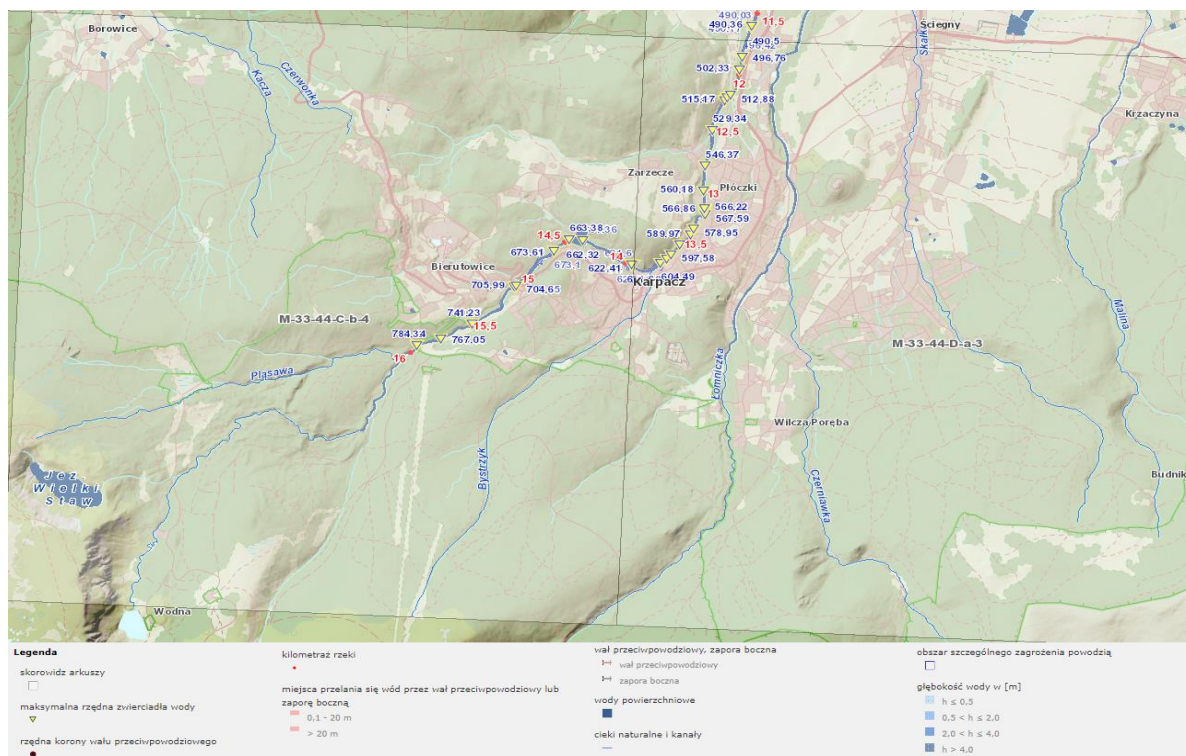 Borowice
490,03
11,5
490,36
Ściegny
Skałka
490,5
496,42
496,76
502,33
12
Kacza
Czerwonka
515,17
512,88
Krzaczyna
529,34
12,5
546,37
Zarzecze
560,18
Płóczki
13
566,86
566,22
567,59
663,38
14,5
589,97
578,95
13,5
673,61
662,32
14
597,58
673,1
Bierutowice
622,41
604,49
Karpacz
15
705,99
704,65
741,23
M-33-44-C-b-4
15,5
784,34
767,05
16
Malina
M-33-44-D-a-3
Pląsawa
Łomniczka
Wilcza Poręba
Jez
Wielki
Staw
Bystrzyk
Czerniawka
Budnik
Wodna
Legenda
skorowidz arkuszy
maksymalna rzędna zwierciadła wody
rzędna korony wału przeciwpowodziowego
kilometraż rzeki
miejsca przelania się wód przez wał przeciwpowodziowy lub
zaporę boczną
0,1 - 20 m
> 20 m
wał przeciwpowodziowy, zapora boczna
wał przeciwpowodziowy
zapora boczna
wody powierzchniowe
cieki naturalne i kanały
obszar szczególnego zagrożenia powodzią
głębokość wody w [m]
h ≤ 0,5
0,5 < h ≤ 2,0
2,0 < h ≤ 4,0
h > 4,0